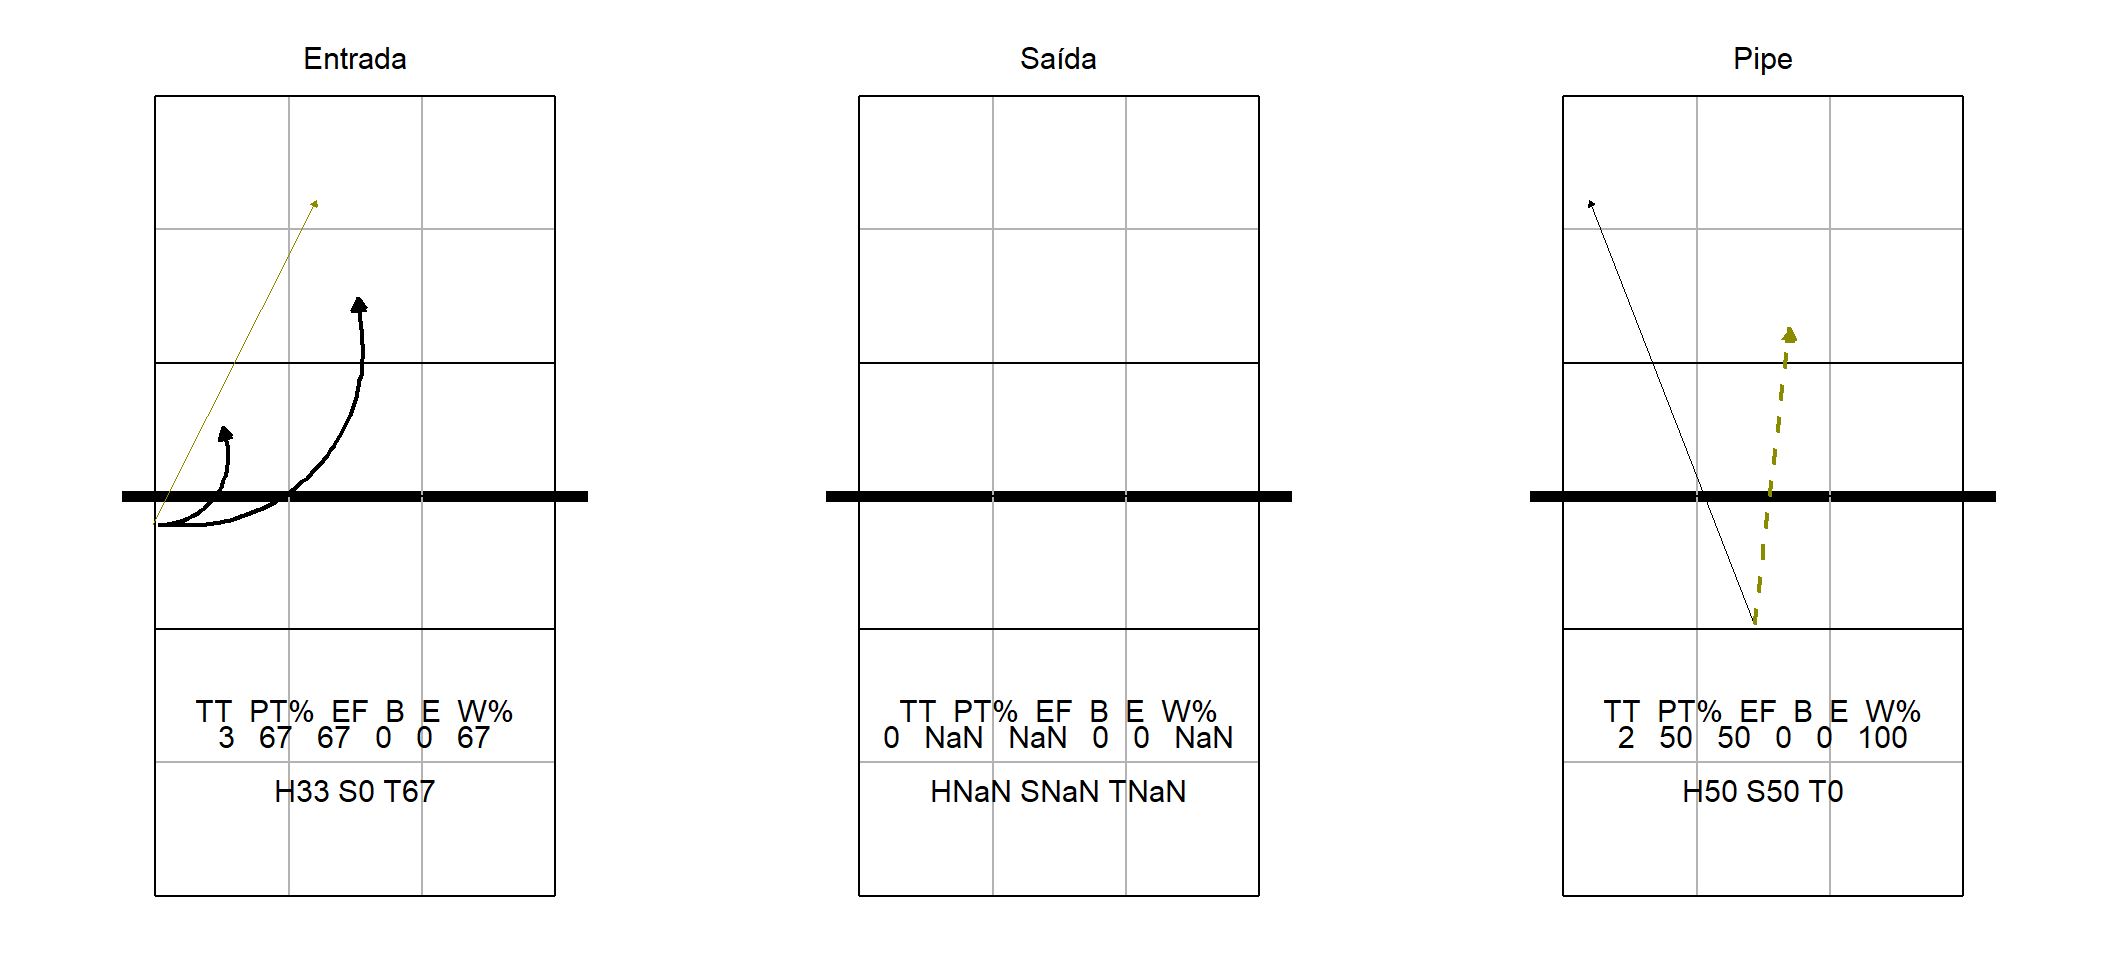 Entrada
TT PT% EF B E W%
3 67 67 0 0 67
H33 S0 T67
Saída
TT PT% EF B E W%
0 NaN NaN 0 0 NaN
HNaN SNaN TNaN
Pipe
TT PT% EF B E W%
2 50 50 0 0 100
H50 S50 T0